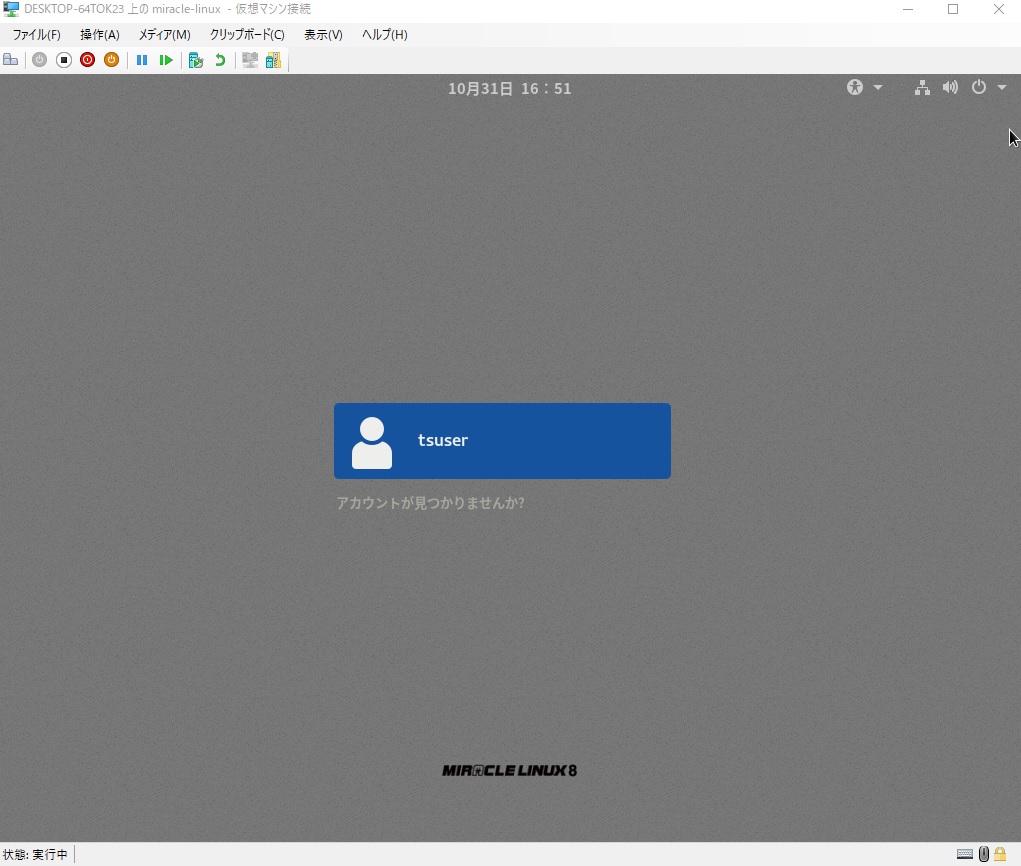 DESKTOP-64TOK23 上の miracle-linux - 仮想マシン接続
ファイル(F) 操作(A) メディア(M) クリップボード(C) 表示(V) ヘルプ(H)
10月31日 16：51
tsuser
アカウントが見つかりませんか?
MIRACLE LINUX 8
状態: 実行中